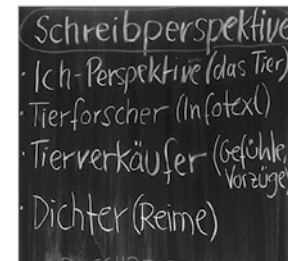 Schreibperspektive
· Ich-Perspektive (das Tier)
· Tierforscher (Infotext)
· Tierverkäufer (Gefühle,
Vorzüge)
· Dichter (Reime)